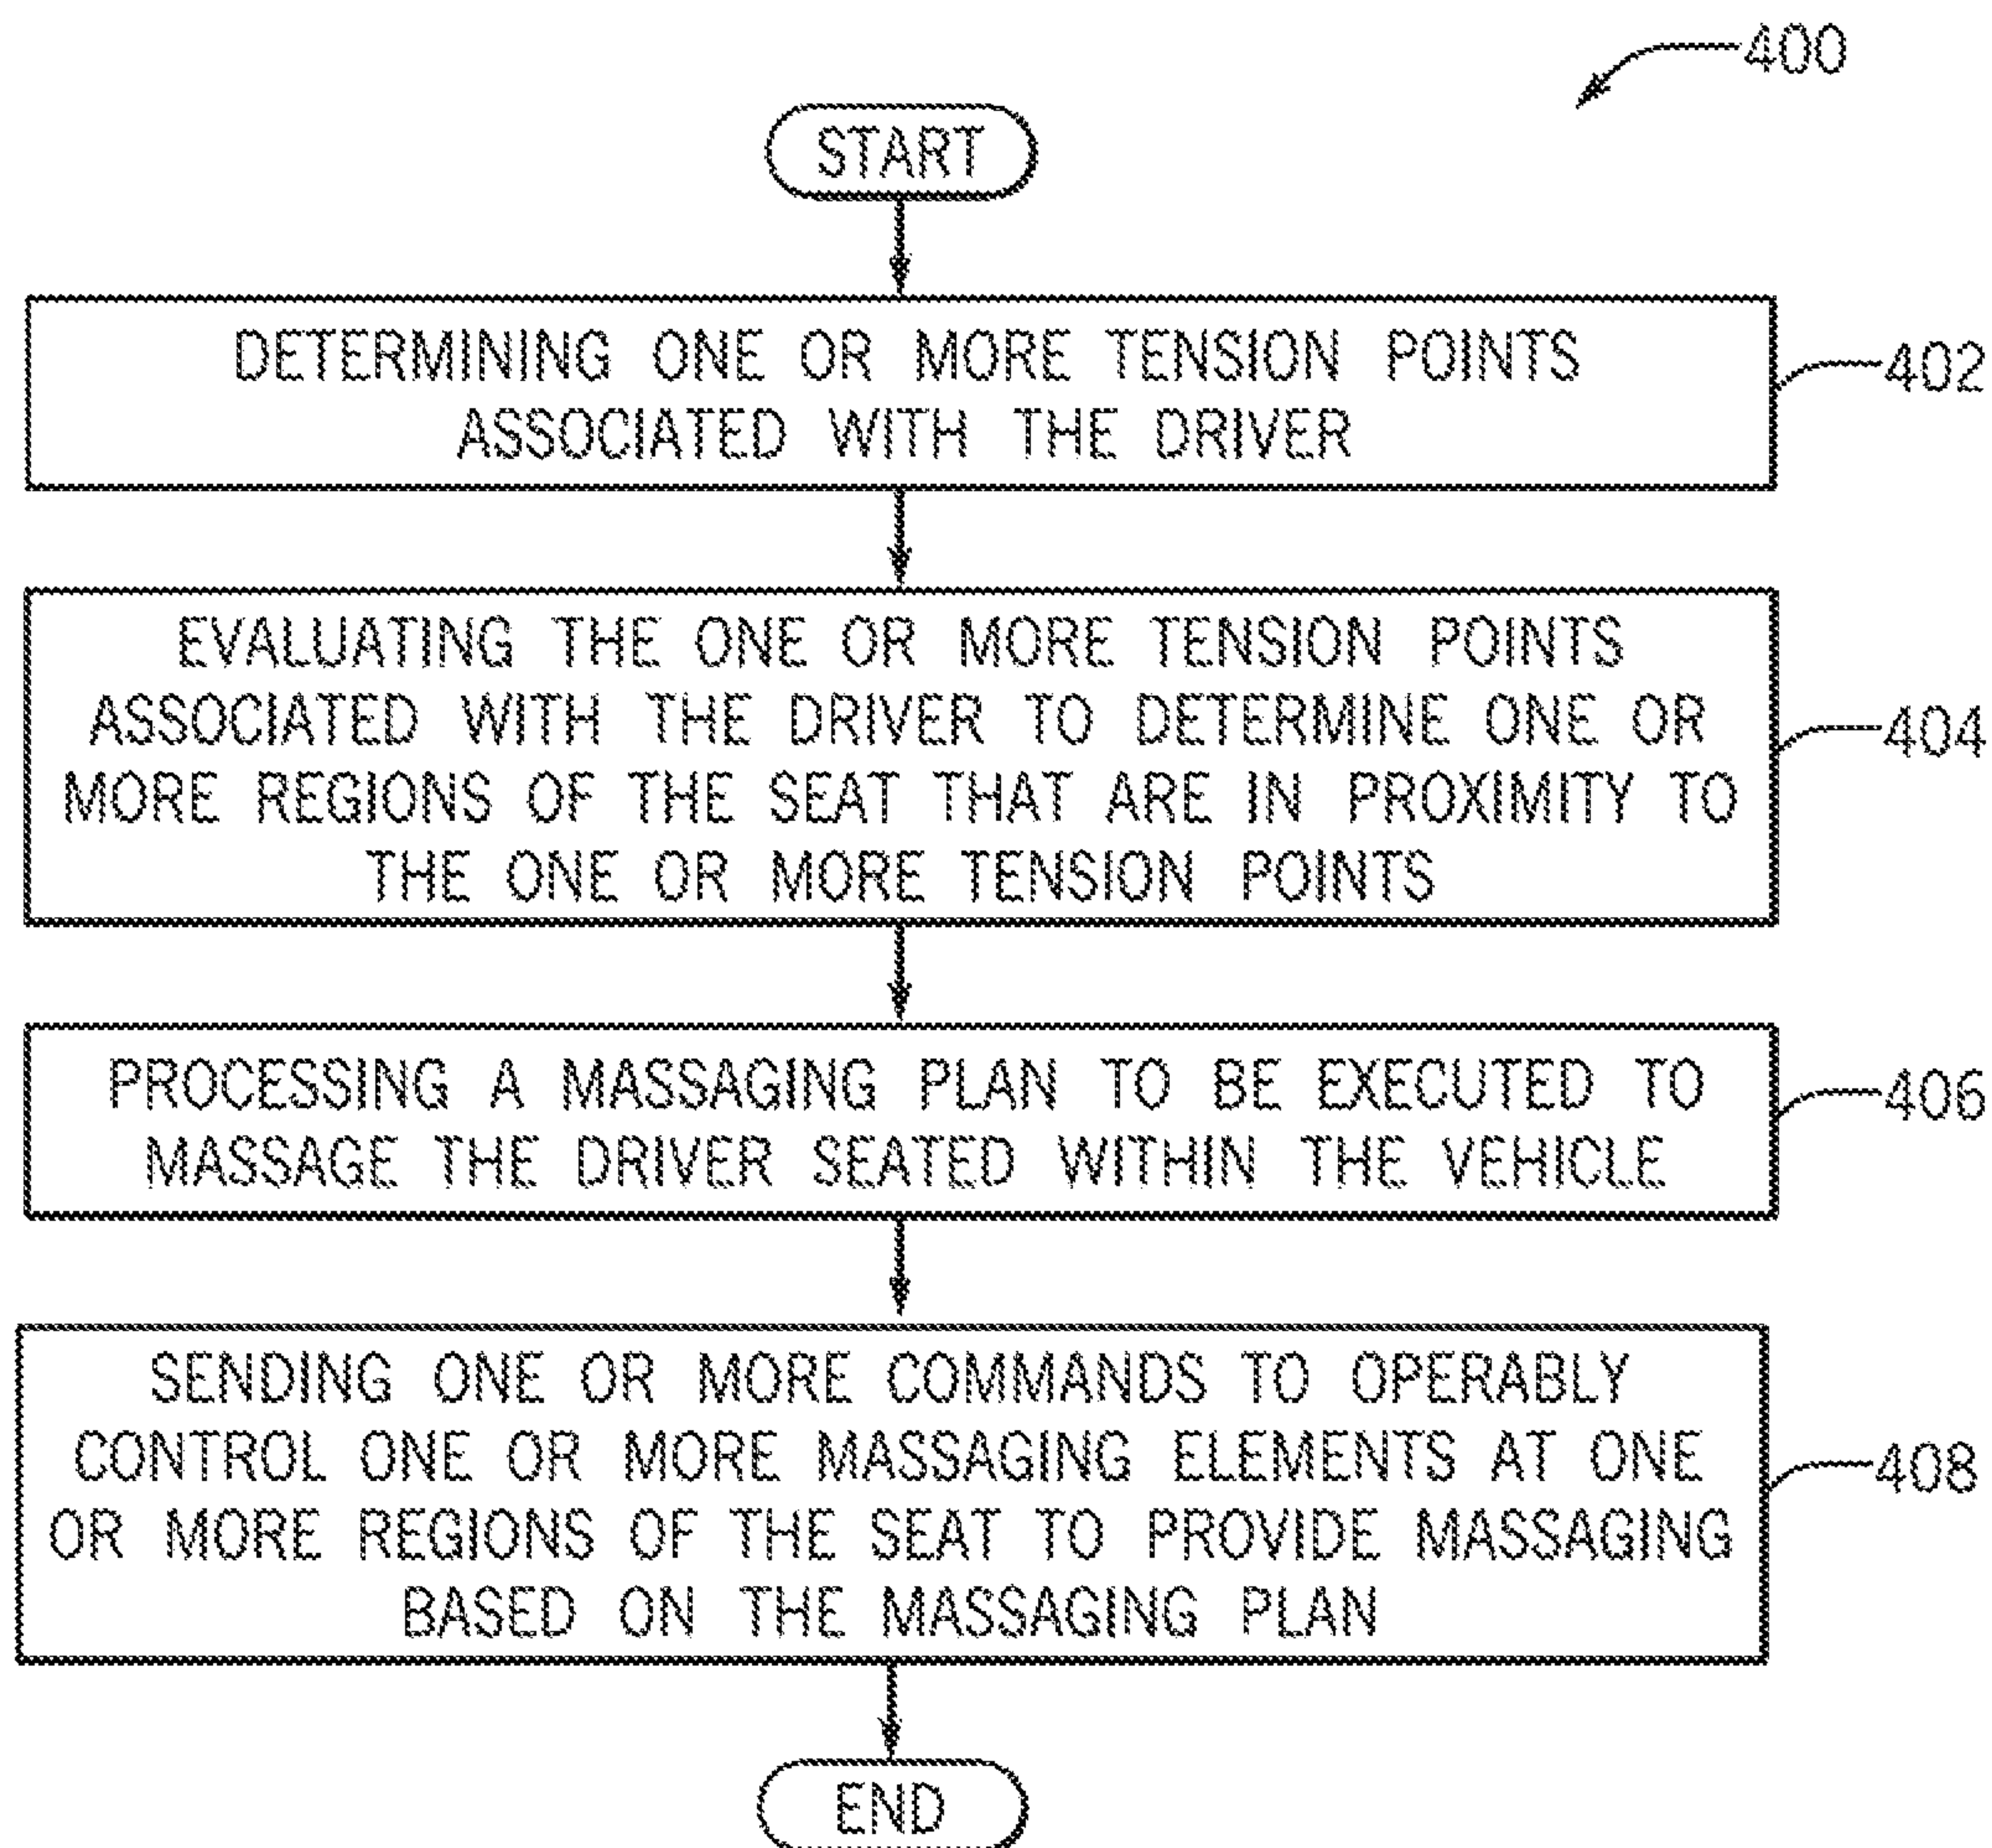 400
START
DETERMINING ONE OR MORE TENSION POINTS
ASSOCIATED WITH THE DRIVER
402
EVALUATING THE ONE OR MORE TENSION POINTS
ASSOCIATED WITH THE DRIVER TO DETERMINE ONE OR
MORE REGIONS OF THE SEAT THAT ARE IN PROXIMITY TO
THE ONE OR MORE TENSION POINTS
404
PROCESSING A MASSAGING PLAN TO BE EXECUTED TO
MASSAGE THE DRIVER SEATED WITHIN THE VEHICLE
406
SENDING ONE OR MORE COMMANDS TO OPERABLY
CONTROL ONE OR MORE MASSAGING ELEMENTS AT ONE
OR MORE REGIONS OF THE SEAT TO PROVIDE MASSAGING
BASED ON THE MASSAGING PLAN
408
END